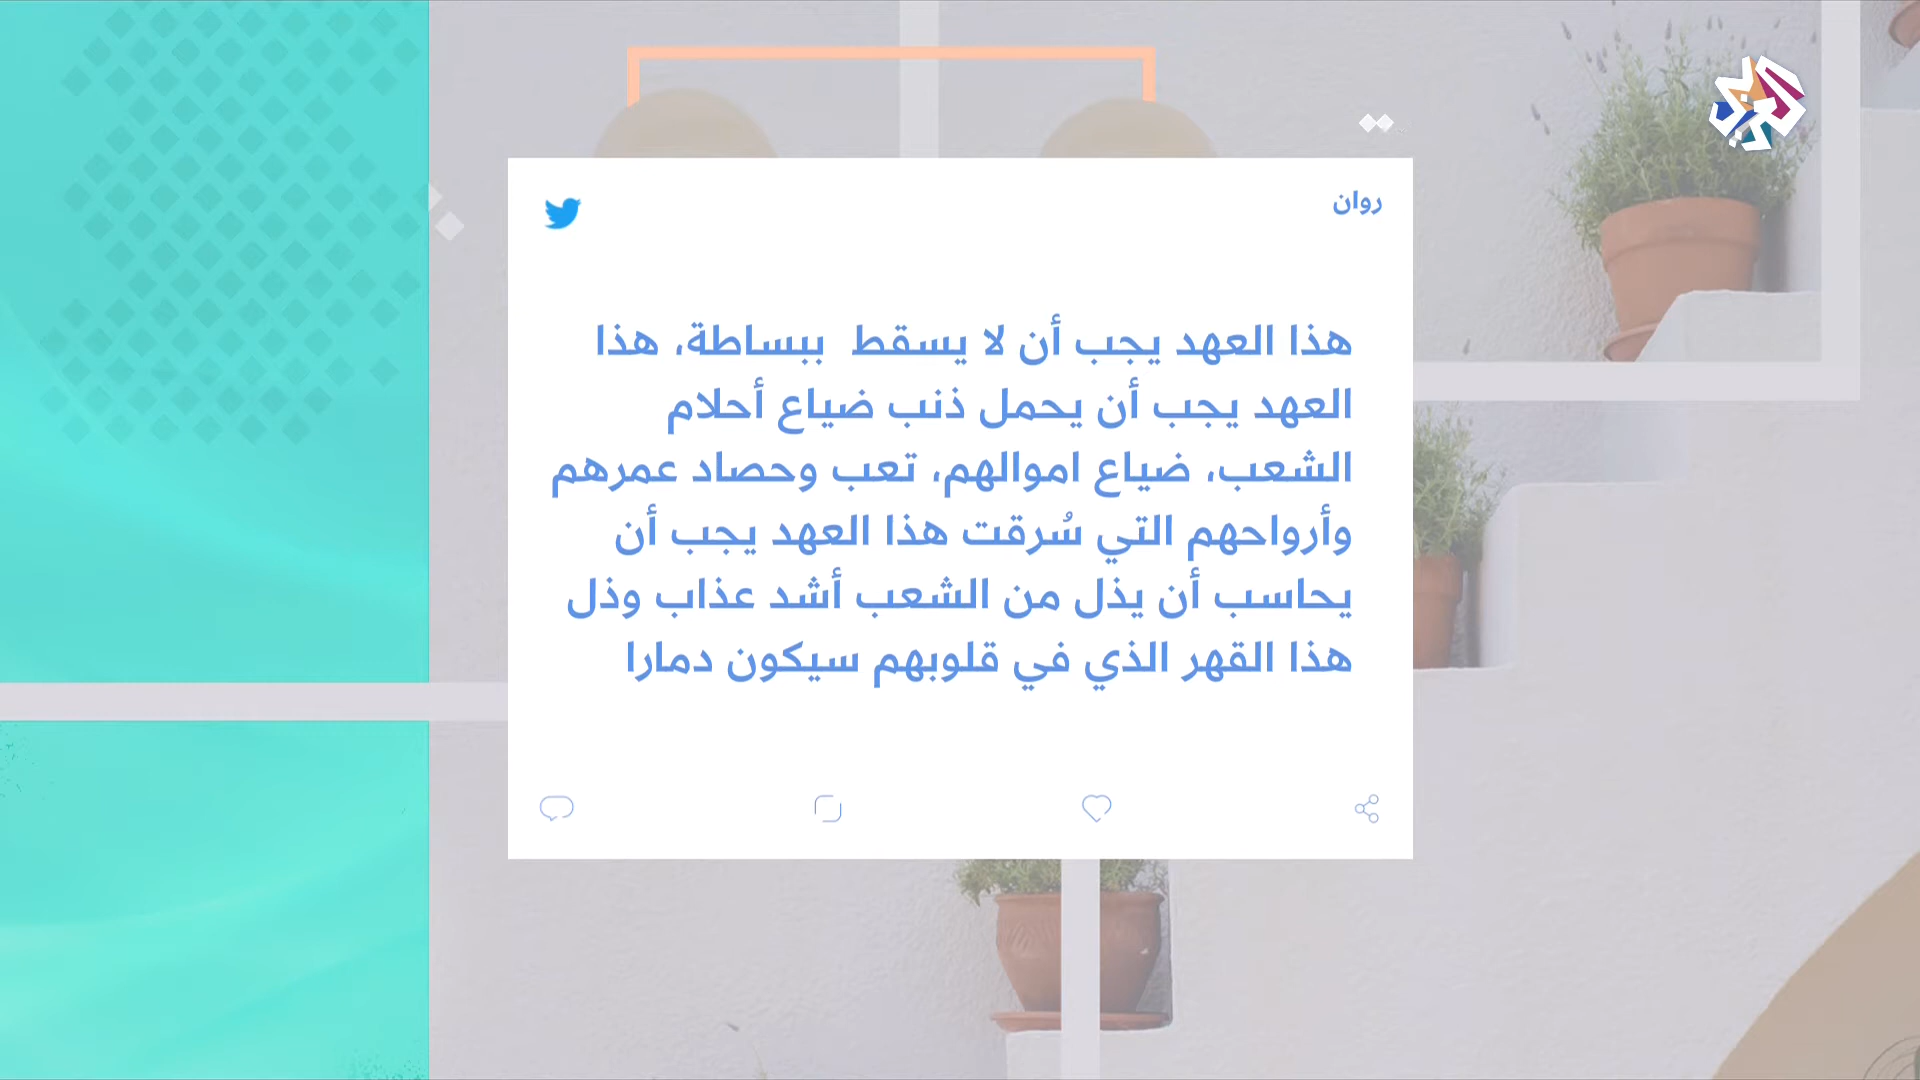 روان
هذا العهد يجب أن لا يسقط  ببساطة، هذا
العهد يجب أن يحمل ذنب ضياع أحلام
الشعب، ضياع اموالهم، تعب وحصاد عمرهم
وأرواحهم التي سُرقت هذا العهد يجب أن
يحاسب أن يذل من الشعب أشد عذاب وذل
هذا القهر الذي في قلوبهم سيكون دمارا